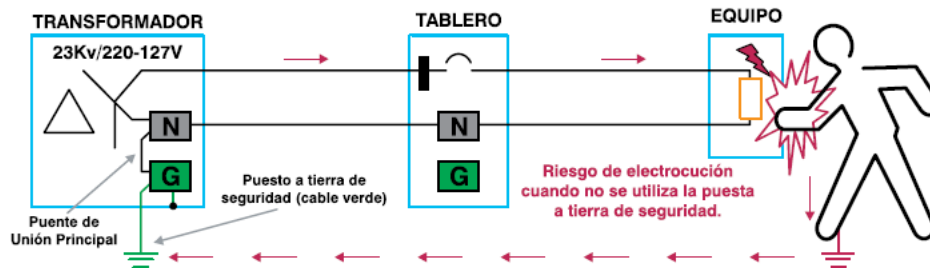 TRANSFORMADOR
23Kv/220-127V
N
G
Puente de
Unión Principal
Puesto a tierra de
seguridad (cable verde)
TABLERO
N
G
EQUIPO
Riesgo de electrocución
cuando no se utiliza la puesta
a tierra de seguridad.